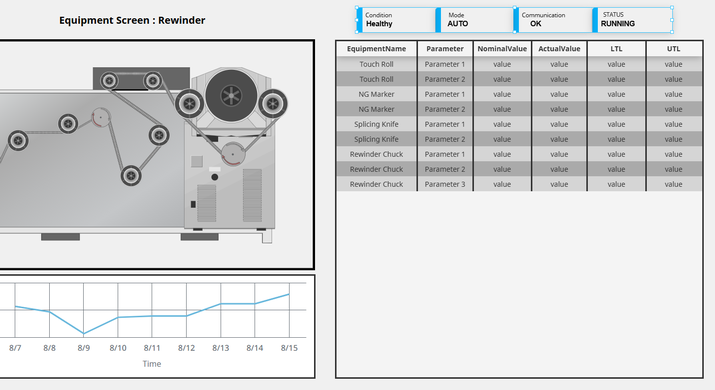 Equipment Screen : Rewinder
Condition
Healthy
Mode
AUTO
Communication
OK
STATUS
RUNNING
EquipmentName Parameter NominalValue ActualValue LTL UTL
Touch Roll Parameter 1 value value value value
Touch Roll Parameter 2 value value value value
NG Marker Parameter 1 value value value value
NG Marker Parameter 2 value value value value
Splicing Knife Parameter 1 value value value value
Splicing Knife Parameter 2 value value value value
Rewinder Chuck Parameter 1 value value value value
Rewinder Chuck Parameter 2 value value value value
Rewinder Chuck Parameter 3 value value value value
8/7 8/8 8/9 8/10 8/11 8/12 8/13 8/14 8/15
Time